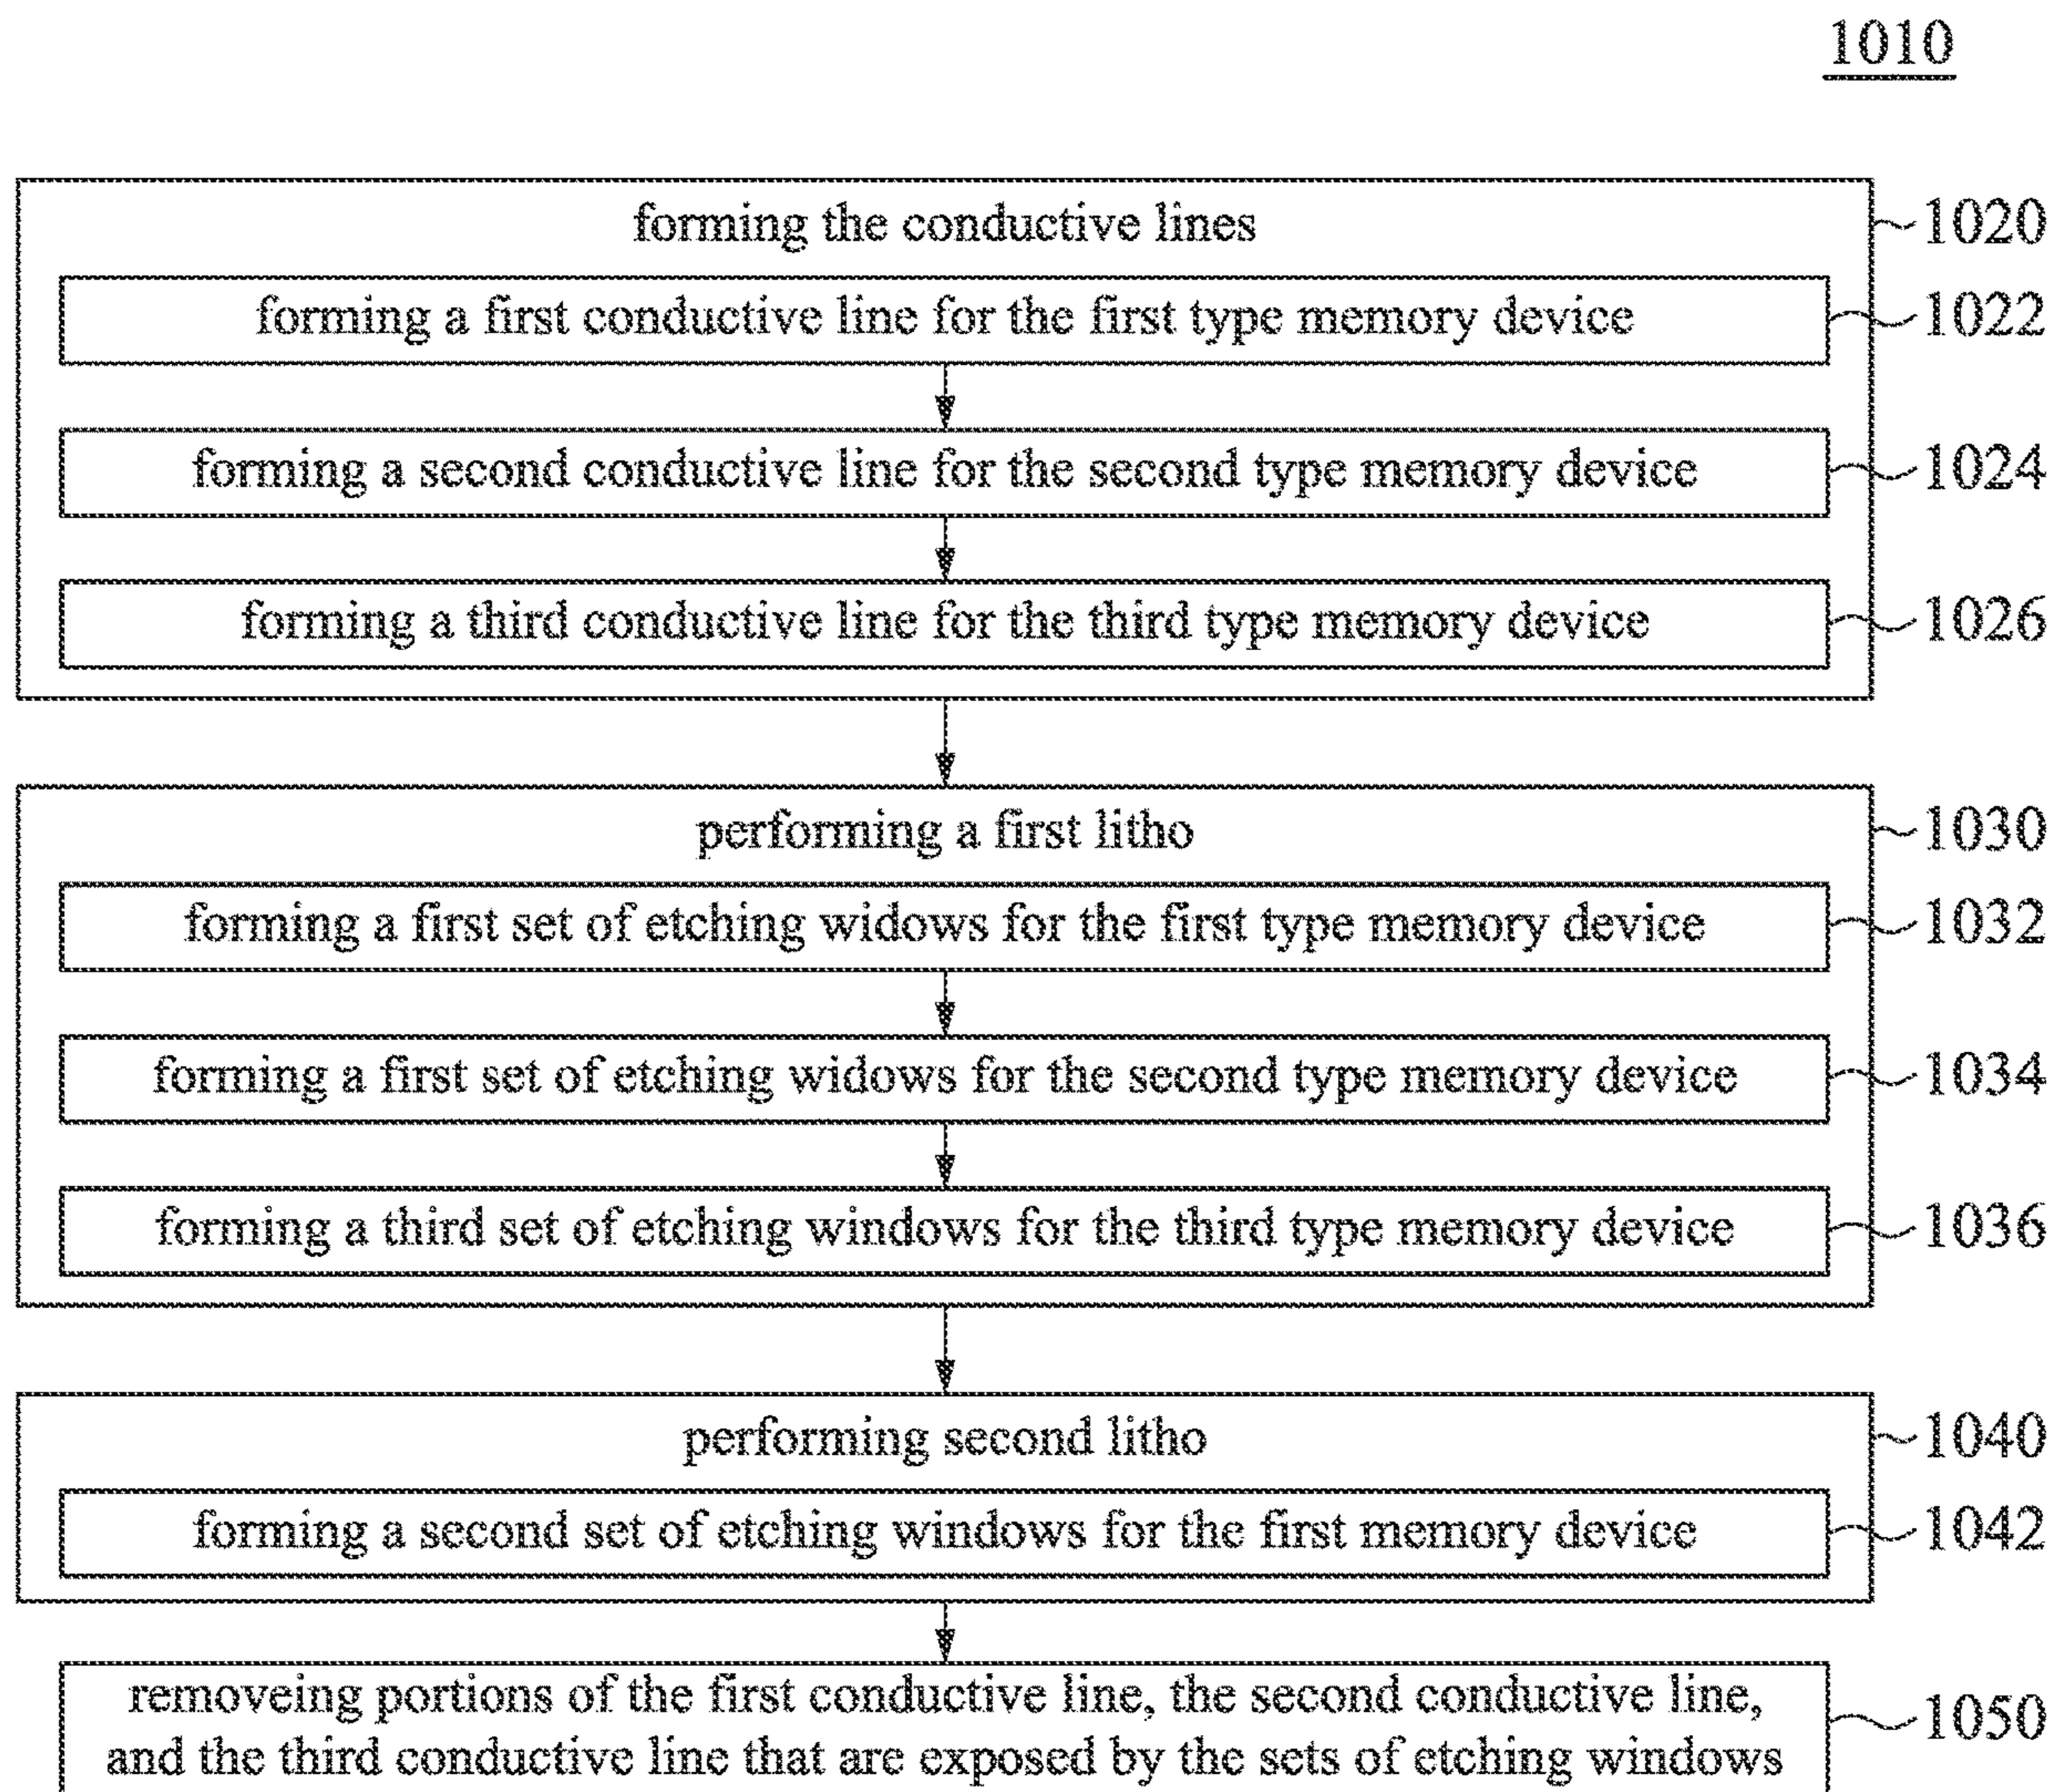 1010
forming the conductive lines
1020
forming a first conductive line for the first type memory device
1022
forming a second conductive line for the second type memory device
1024
forming a third conductive line for the third type memory device
1026
performing a first litho
1030
forming a first set of etching widows for the first type memory device
1032
forming a first set of etching widows for the second type memory device
1034
forming a third set of etching windows for the third type memory device
1036
performing second litho
1040
forming a second set of etching windows for the first memory device
1042
removeing portions of the first conductive line, the second conductive line,
and the third conductive line that are exposed by the sets of etching windows
1050